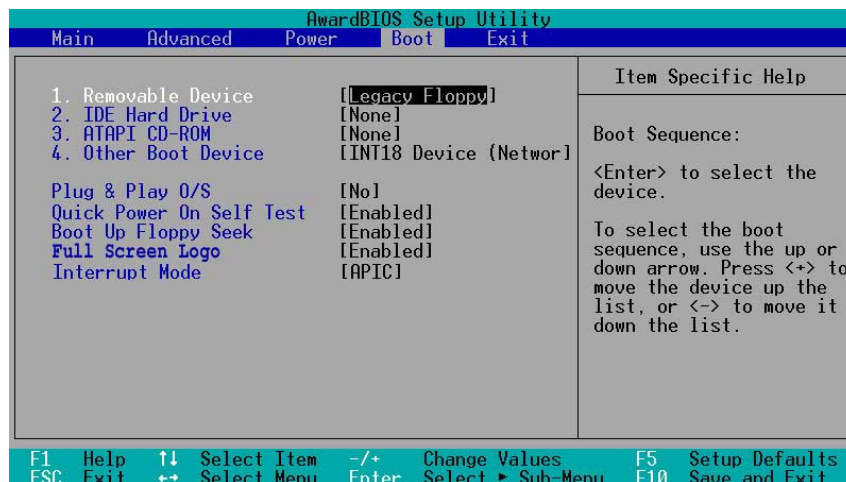 AwardBIOS Setup Utility
Main Advanced Power Boot Exit
1. Removable Device [Legacy Floppy]
2. IDE Hard Drive [None]
3. ATAPI CD-ROM [None]
4. Other Boot Device [INT18 Device (Networ]
Plug & Play O/S [No]
Quick Power On Self Test [Enabled]
Boot Up Floppy Seek [Enabled]
Full Screen Logo [Enabled]
Interrupt Mode [APIC]
Item Specific Help
Boot Sequence:
<Enter> to select the
device.
To select the boot
sequence, use the up or
down arrow. Press <+> to
move the device up the
list, or <-> to move it
down the list.
F1 Help ↑↓ Select Item -/+ Change Values F5 Setup Defaults
ESC Exit ←→ Select Menu Enter Select ► Sub-Menu F10 Save and Exit